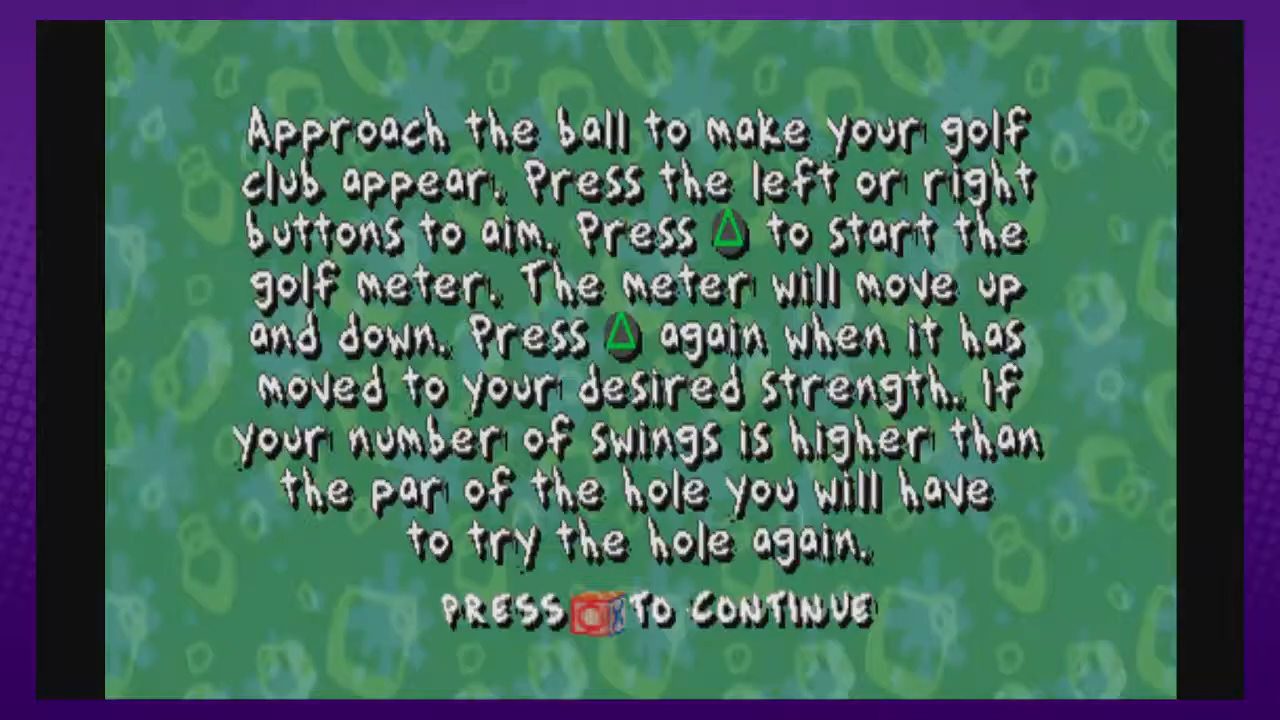 Approach the ball to make your golf
club appear. Press the left or right
buttons to aim. Press △ to start the
golf meter. The meter will move up
and down. Press △ again when it has
moved to your desired strength. If
your number of swings is higher than
the par of the hole you will have
to try the hole again.
PRESS TO CONTINUE